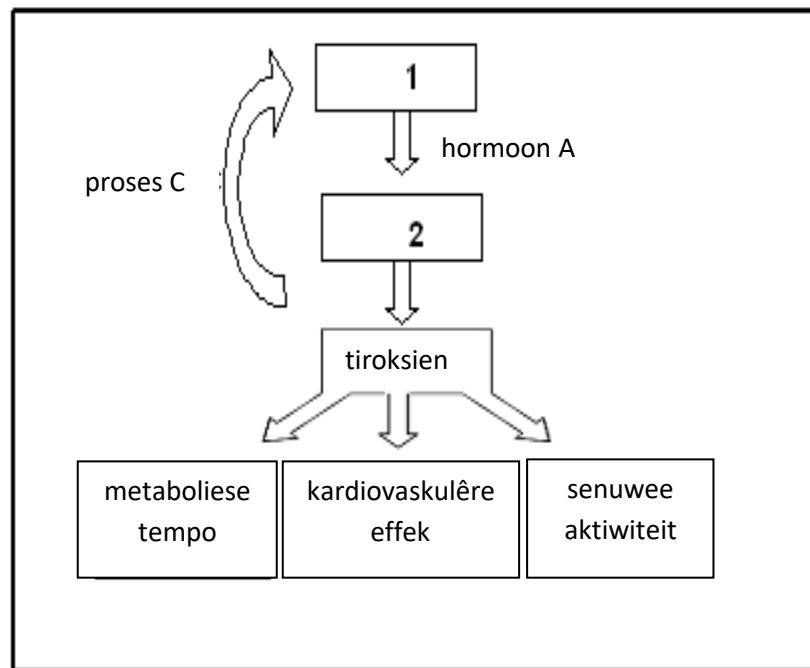 1
hormoon A
proses C
2
tiroksien
metaboliese
tempo
kardiovaskulêre
effek
senuwee
aktiwiteit